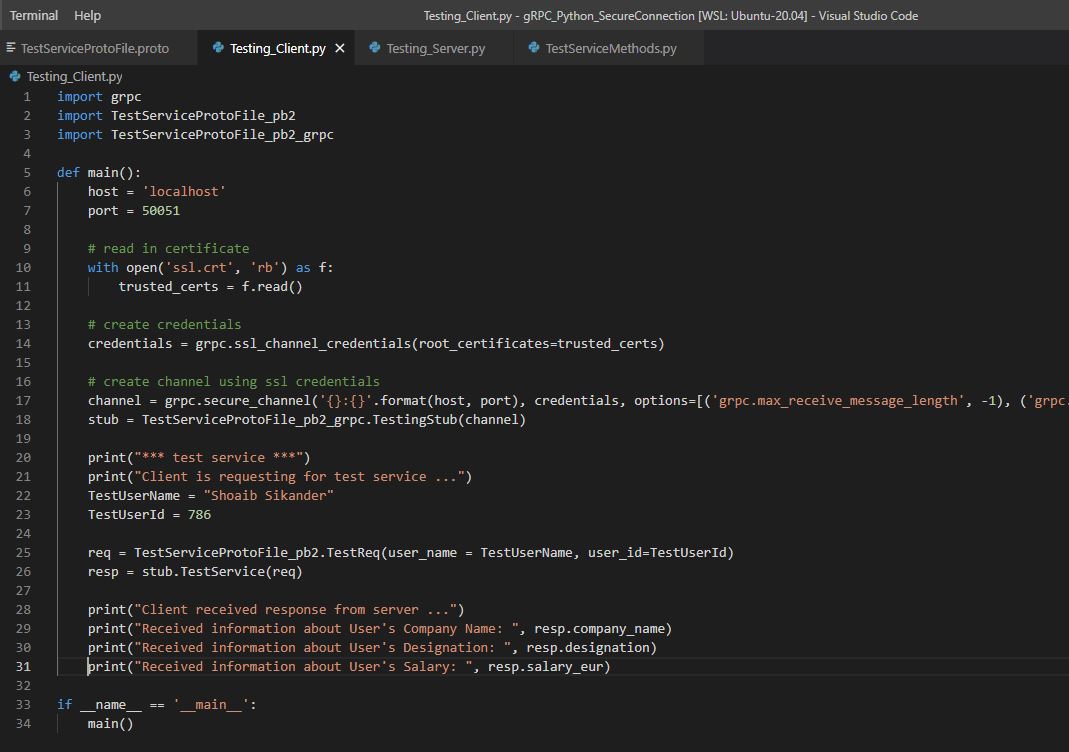 Terminal Help Testing_Client.py - gRPC_Python_SecureConnection [WSL: Ubuntu-20.04] - Visual Studio Code
TestServiceProtoFile.proto Testing_Client.py Testing_Server.py TestServiceMethods.py
Testing_Client.py
1 import grpc
2 import TestServiceProtoFile_pb2
3 import TestServiceProtoFile_pb2_grpc
4
5 def main():
6 host = 'localhost'
7 port = 50051
8
9 # read in certificate
10 with open('ssl.crt', 'rb') as f:
11 trusted_certs = f.read()
12
13 # create credentials
14 credentials = grpc.ssl_channel_credentials(root_certificates=trusted_certs)
15
16 # create channel using ssl credentials
17 channel = grpc.secure_channel('{}:{}'.format(host, port), credentials, options=[('grpc.max_receive_message_length', -1), ('grpc.
18 stub = TestServiceProtoFile_pb2_grpc.TestingStub(channel)
19
20 print("*** test service ***")
21 print("Client is requesting for test service ...")
22 TestUserName = "Shoaib Sikander"
23 TestUserId = 786
24
25 req = TestServiceProtoFile_pb2.TestReq(user_name = TestUserName, user_id=TestUserId)
26 resp = stub.TestService(req)
27
28 print("Client received response from server ...")
29 print("Received information about User's Company Name: ", resp.company_name)
30 print("Received information about User's Designation: ", resp.designation)
31 print("Received information about User's Salary: ", resp.salary_eur)
32
33 if __name__ == '__main__':
34 main()